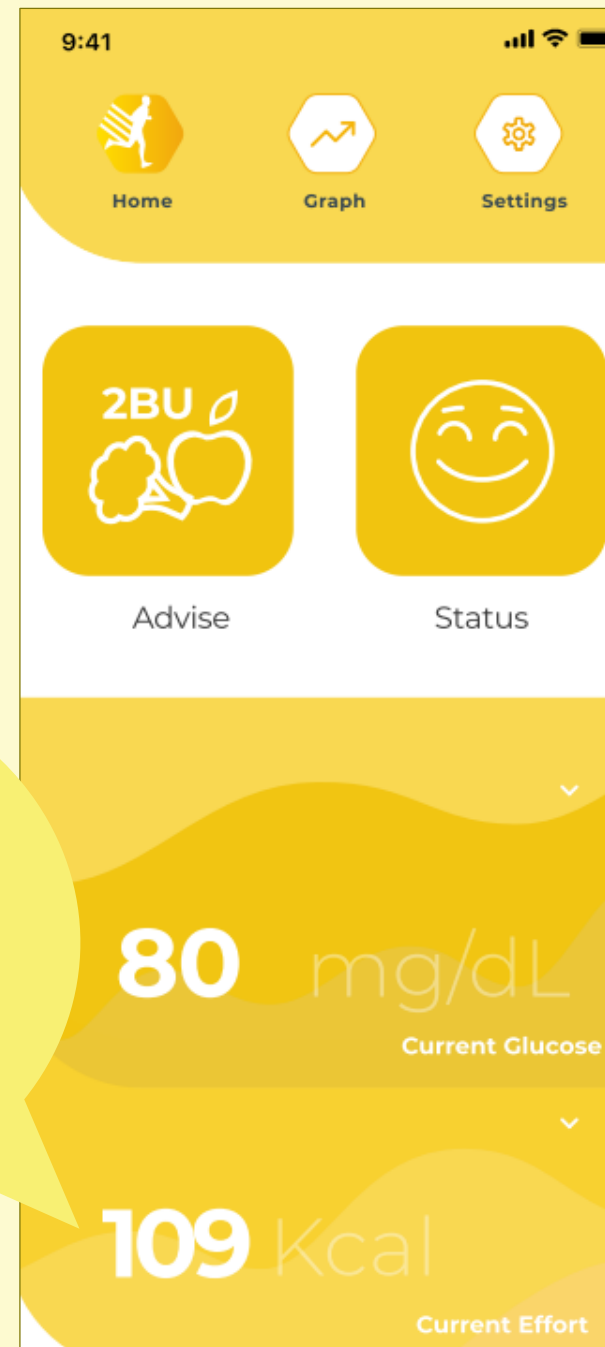 9:41
Home Graph Settings
2BU
Advise Status
80 mg/dL
Current Glucose
109 Kcal
Current Effort